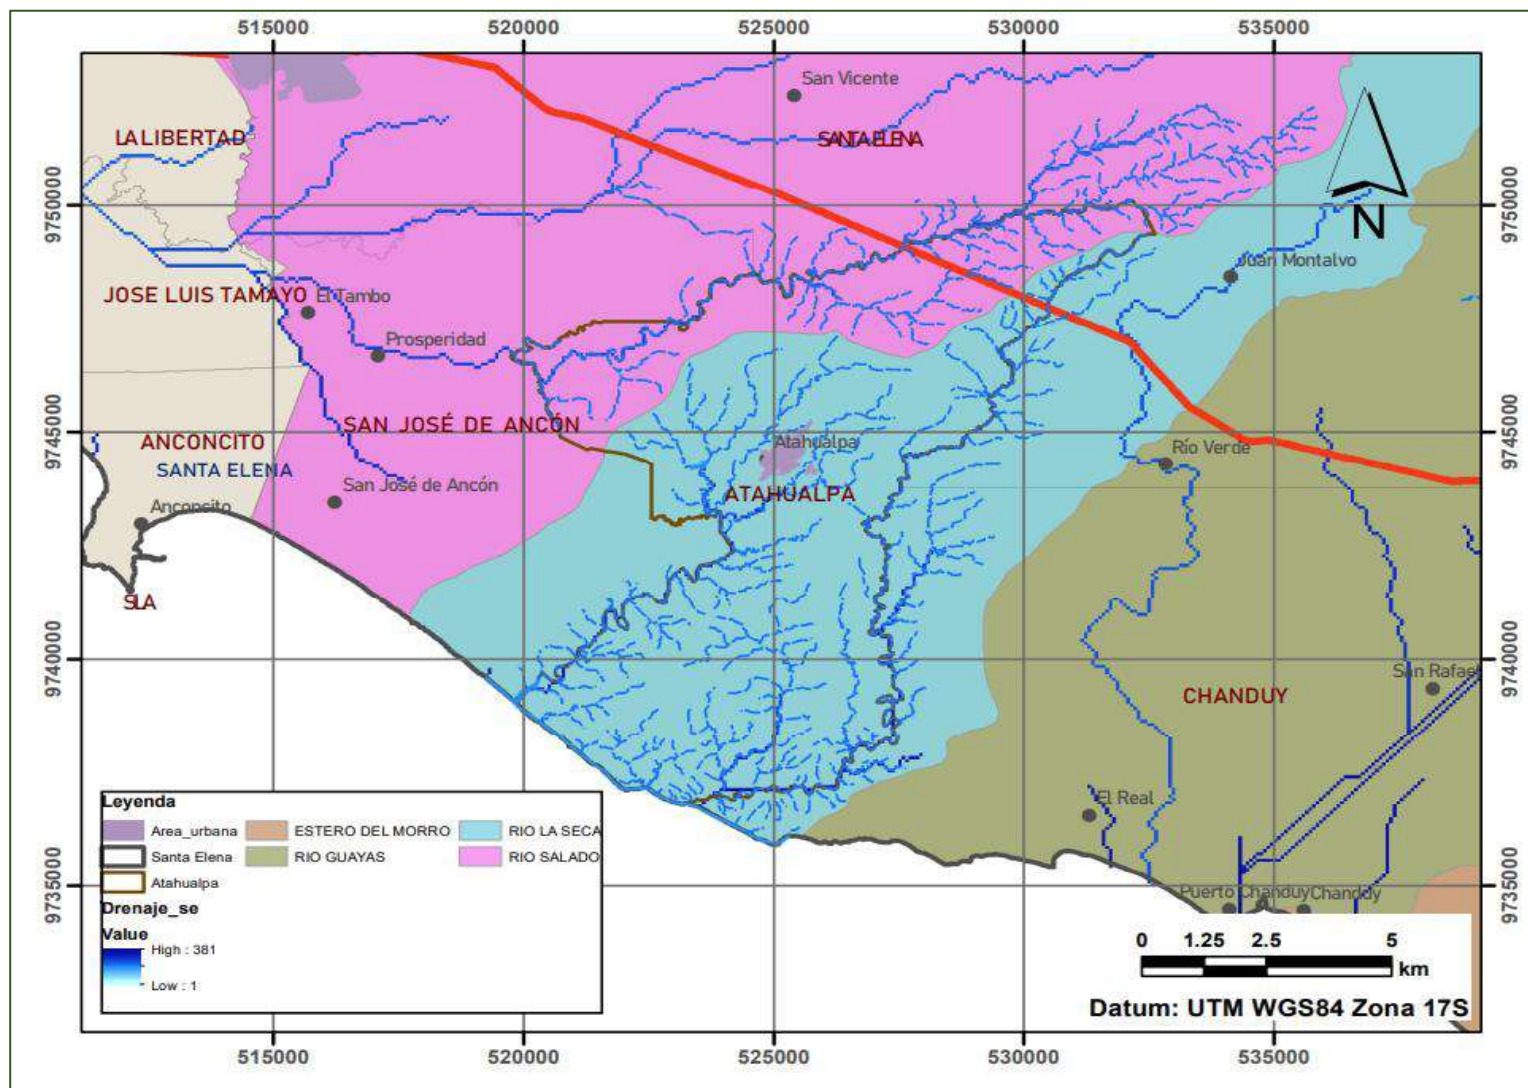 515000 520000 525000 530000 535000
9750000
9745000
9740000
9735000
9750000
9745000
9740000
9735000
San Vicente
LA LIBERTAD
SANTA ELENA
N
Juan Montalvo
JOSE LUIS TAMAYO
El Tambo
Prosperidad
SAN JOSÉ DE ANCÓN
ANCONCITO
Atahualpa
Río Verde
SANTA ELENA
San José de Ancón
ATAHUALPA
Anconcito
SLA
San Rafael
CHANDUY
El Real
Puerto Chanduy
Chanduy
Leyenda
Area_urbana
Santa Elena
Atahualpa
ESTERO DEL MORRO
RIO GUAYAS
RIO LA SECA
RIO SALADO
Drenaje_se
Value
High : 381
Low : 1
0 1.25 2.5 5
km
Datum: UTM WGS84 Zona 17S
515000 520000 525000 530000 535000